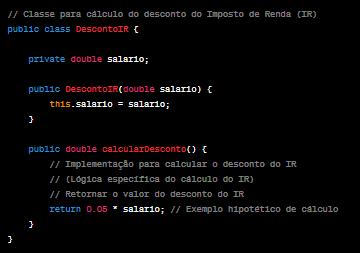 // Classe para cálculo do desconto do Imposto de Renda (IR)
public class DescontoIR {
private double salario;
public DescontoIR(double salario) {
this.salario = salario;
}
public double calcularDesconto() {
// Implementação para calcular o desconto do IR
// (Lógica específica do cálculo do IR)
// Retornar o valor do desconto do IR
return 0.05 * salario; // Exemplo hipotético de cálculo
}
}